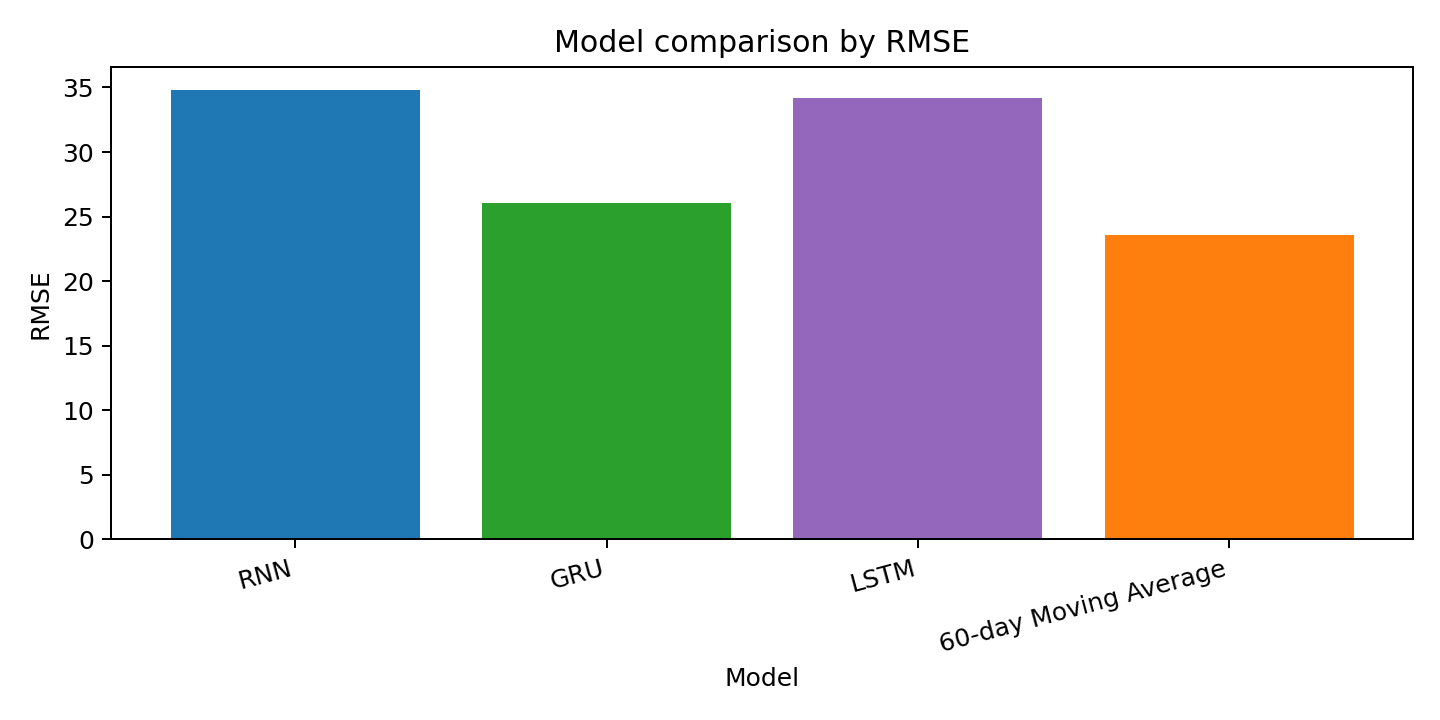 Model comparison by RMSE
RMSE
35
30
25
20
15
10
5
0
RNN
GRU
LSTM
60-day Moving Average
Model